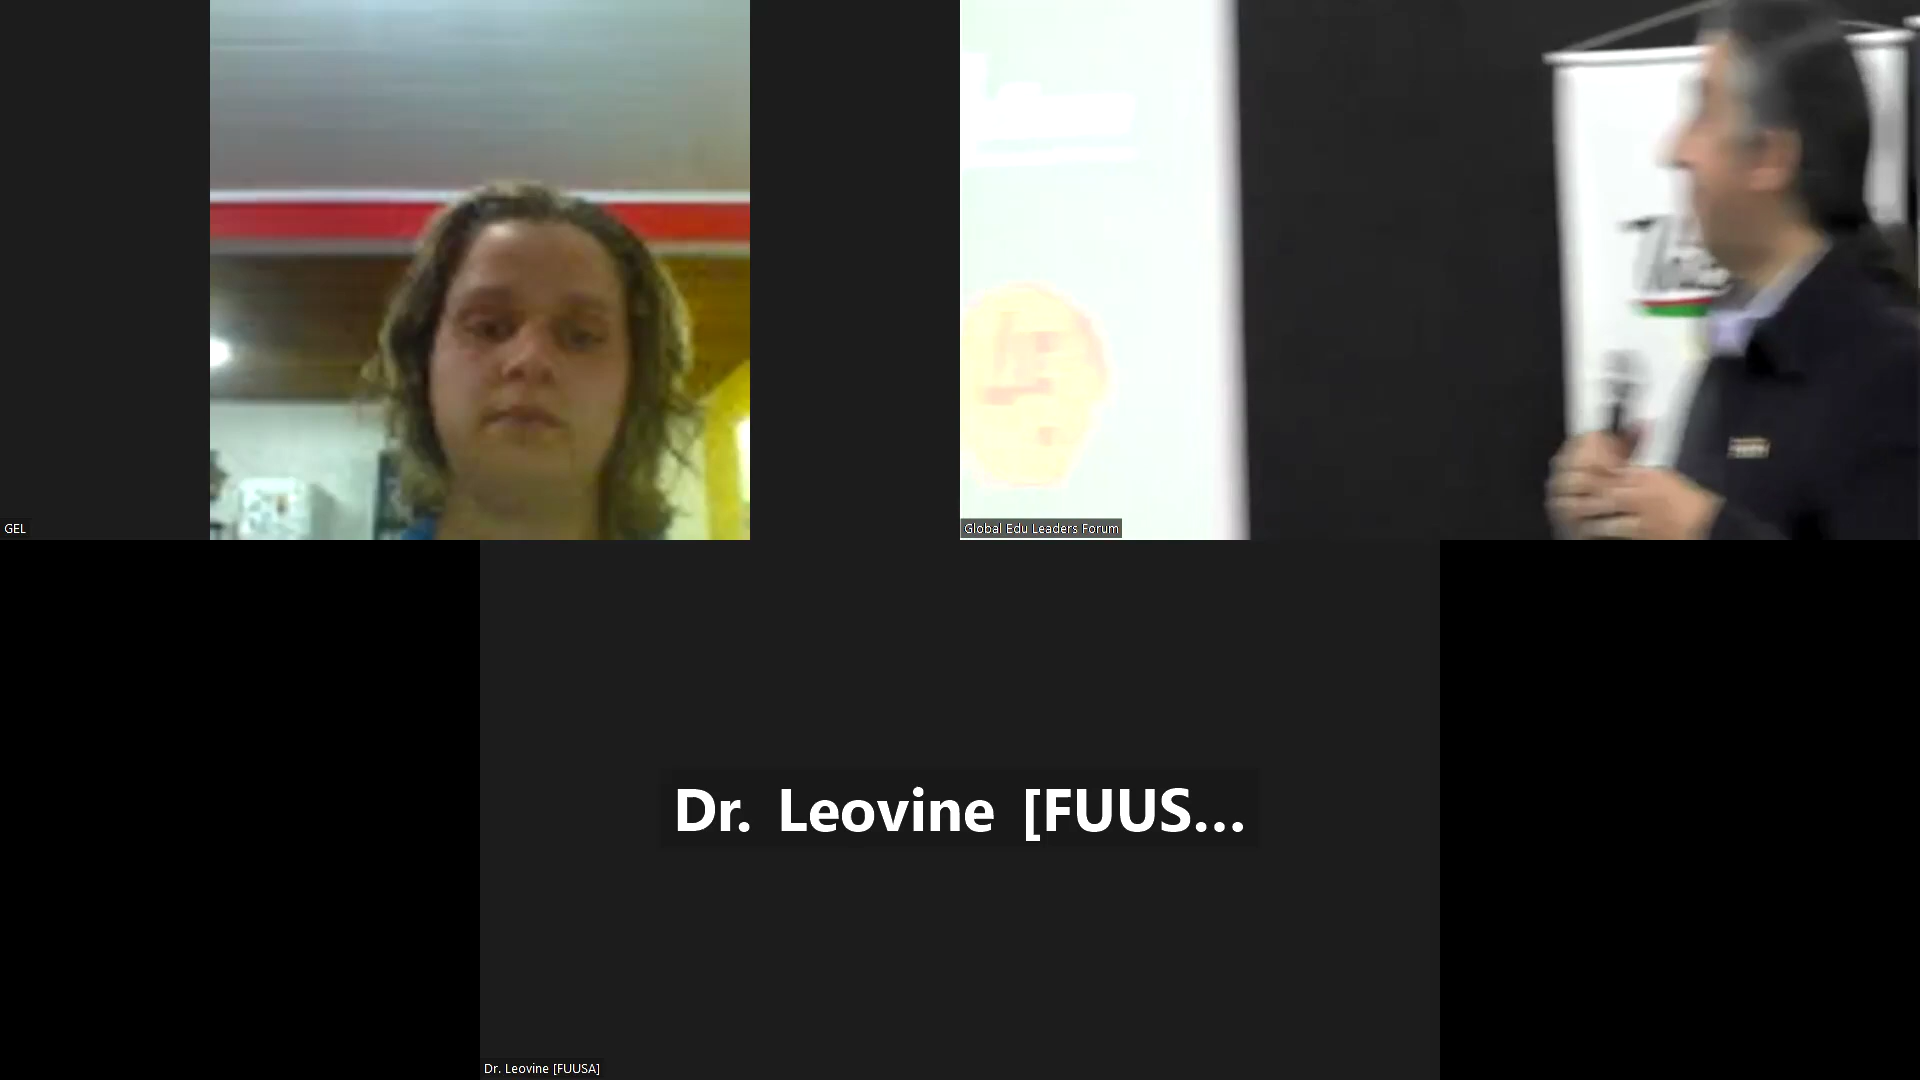 GEL
Global Edu Leaders Forum
Dr. Leovine [FUUS...
Dr. Leovine [FUUSA]